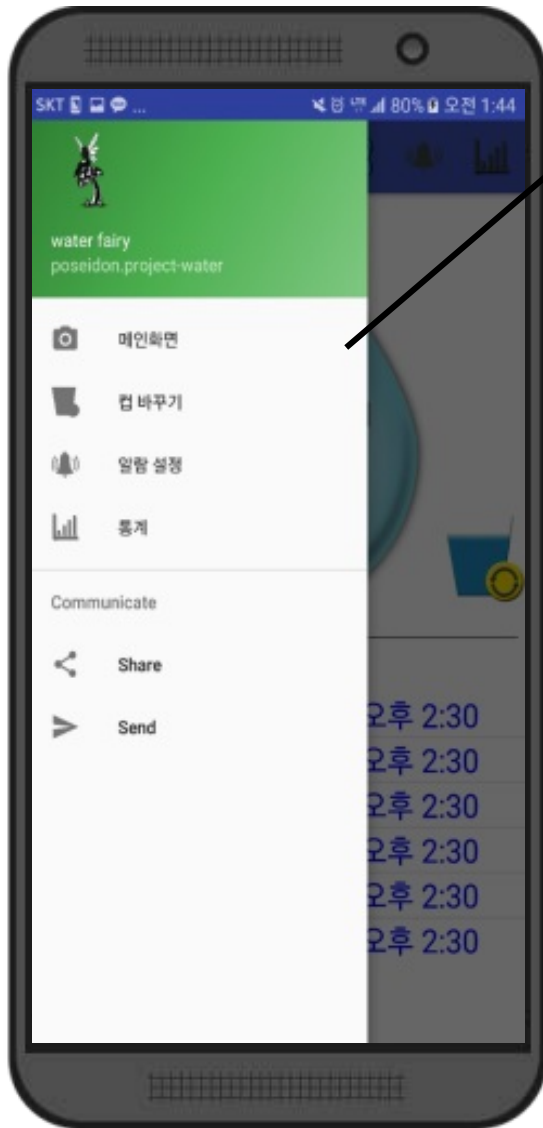 SKT ... 80% 오전 1:44
water fairy
poseidon.project-water
메인화면
컵 바꾸기
알람 설정
통계
Communicate
Share
Send
오후 2:30
오후 2:30
오후 2:30
오후 2:30
오후 2:30
오후 2:30